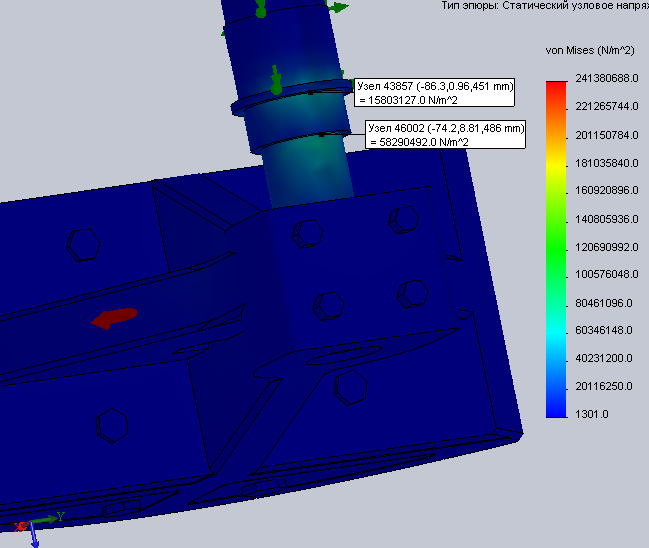 Тип эпюры: Статический узловое напря
von Mises (N/m^2)
Узел 43857 (-86.3,0.96,451 mm)
= 15803127.0 N/m^2
Узел 46002 (-74.2,8.81,486 mm)
= 58290492.0 N/m^2
241380688.0
221265744.0
201150784.0
181035840.0
160920896.0
140805936.0
120690992.0
100576048.0
80461096.0
60346148.0
40231200.0
20116250.0
1301.0
Y